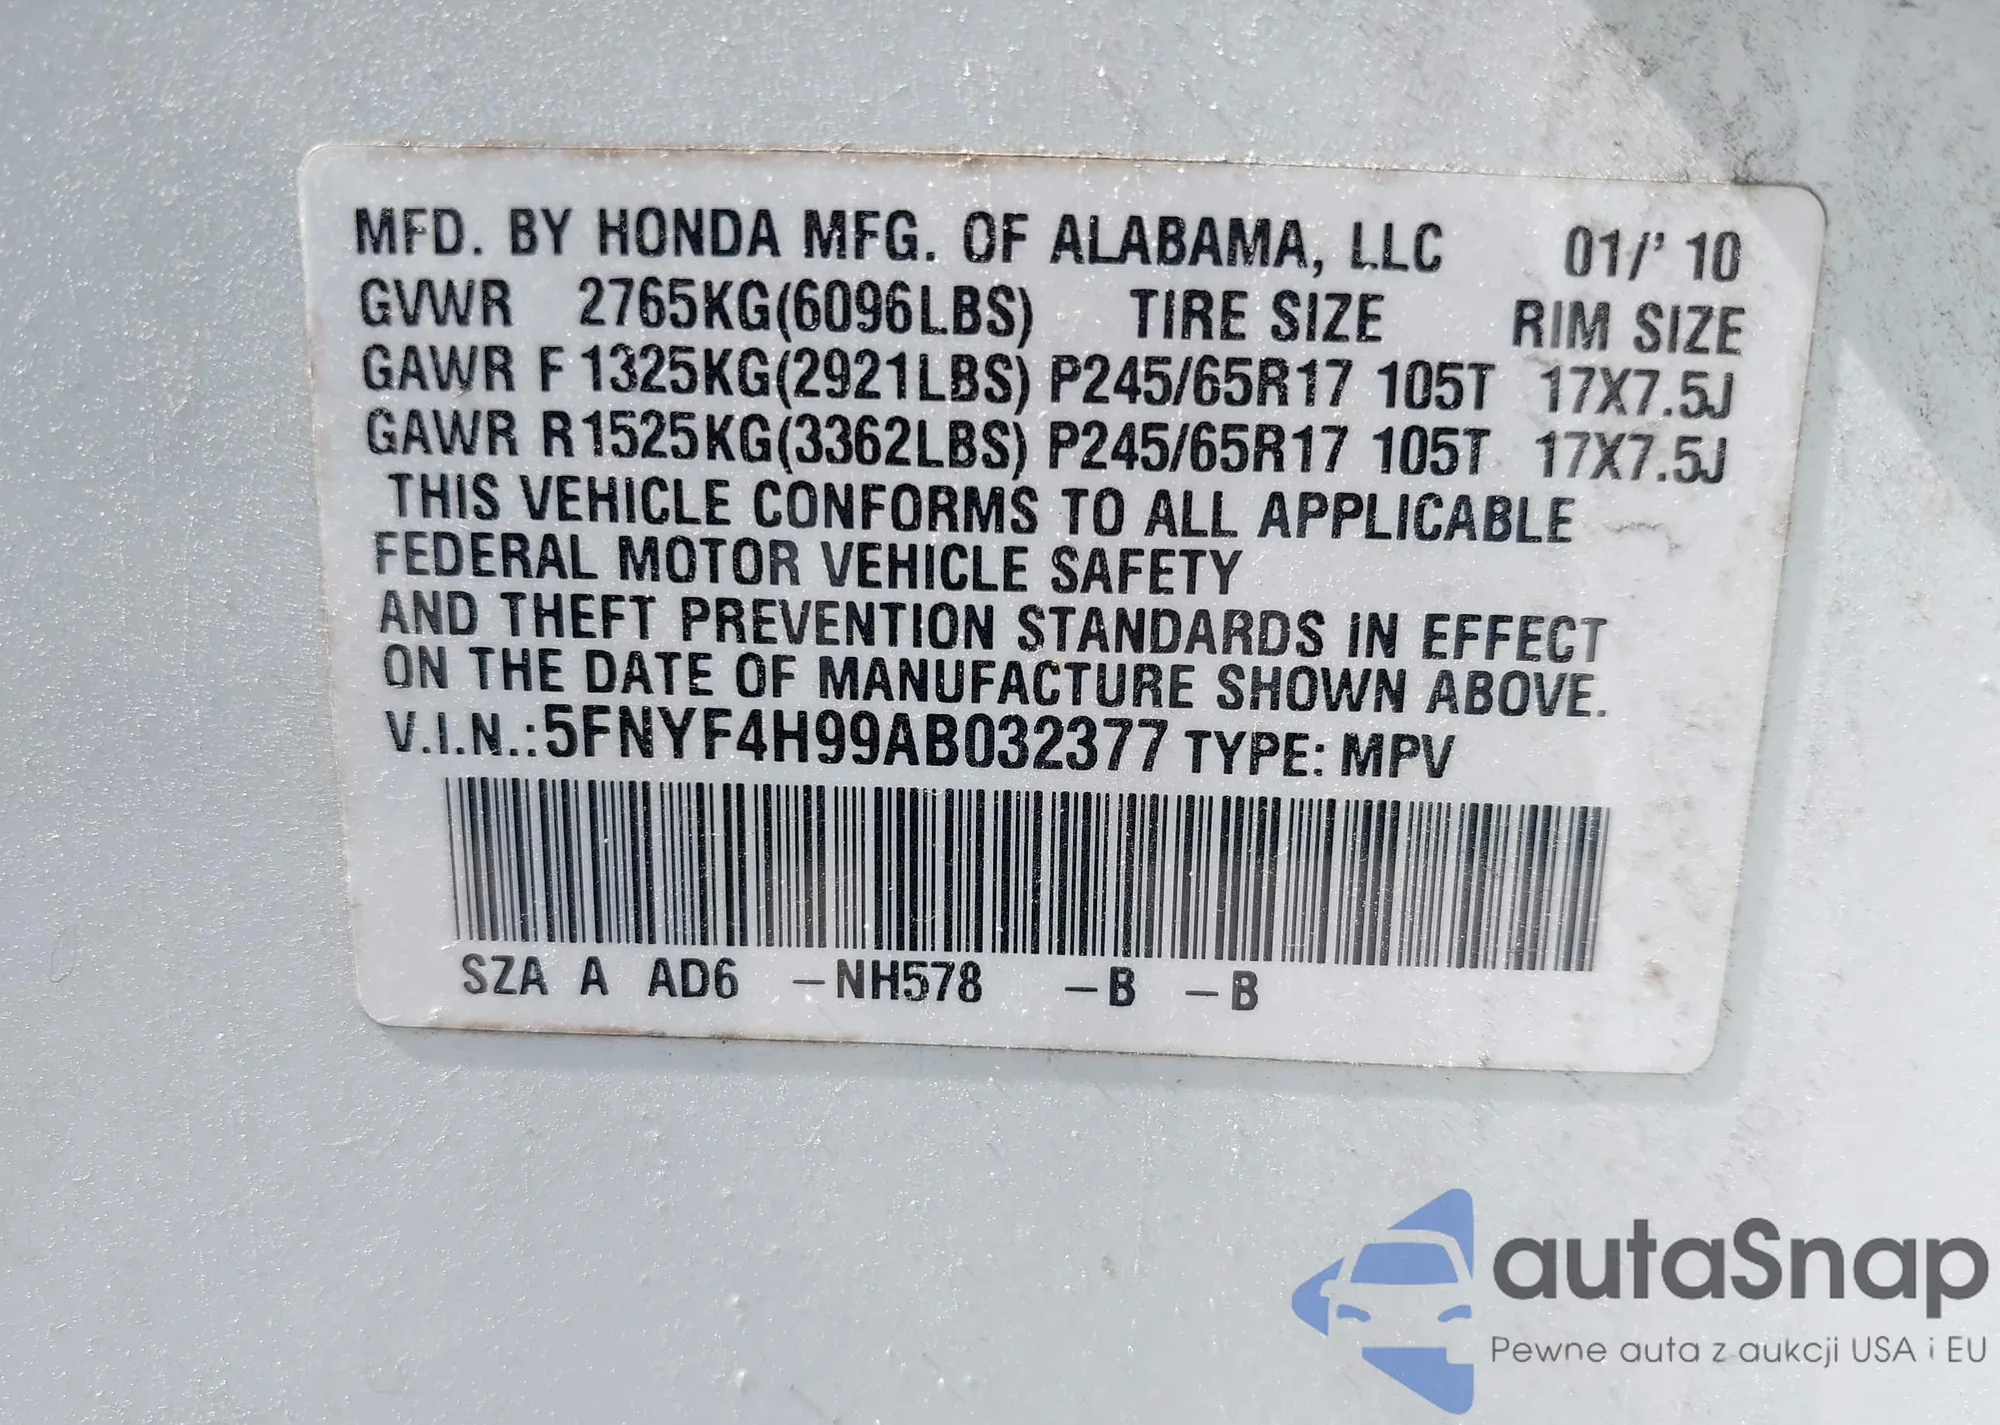 MFD. BY HONDA MFG. OF ALABAMA, LLC 01/' 10
GVWR 2765KG(6096LBS) TIRE SIZE RIM SIZE
GAWR F 1325KG(2921LBS) P245/65R17 105T 17X7.5J
GAWR R 1525KG(3362LBS) P245/65R17 105T 17X7.5J
THIS VEHICLE CONFORMS TO ALL APPLICABLE
FEDERAL MOTOR VEHICLE SAFETY
AND THEFT PREVENTION STANDARDS IN EFFECT
ON THE DATE OF MANUFACTURE SHOWN ABOVE.
V.I.N.:5FNYF4H99AB032377 TYPE: MPV
SZA A AD6 –NH578 –B –B
autaSnap
Pewne auta z aukcji USA i EU